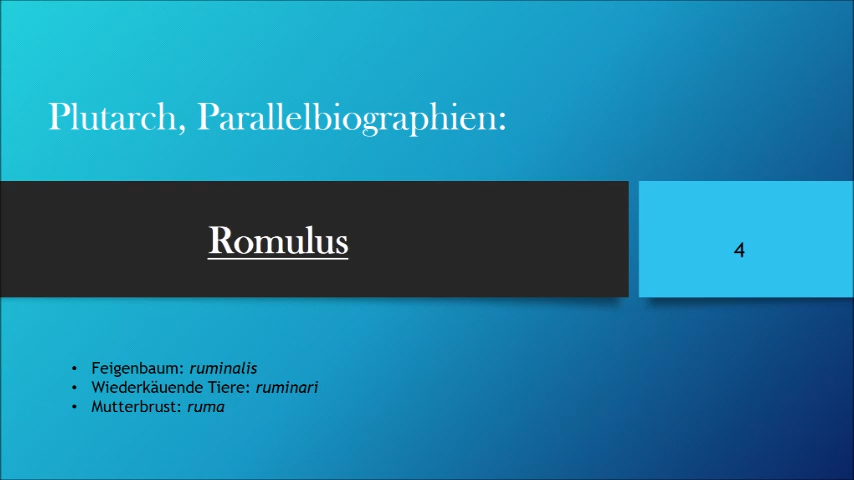 Plutarch, Parallelbiographien:
Romulus
4
• Feigenbaum: ruminalis
• Wiederkäuende Tiere: ruminari
• Mutterbrust: ruma